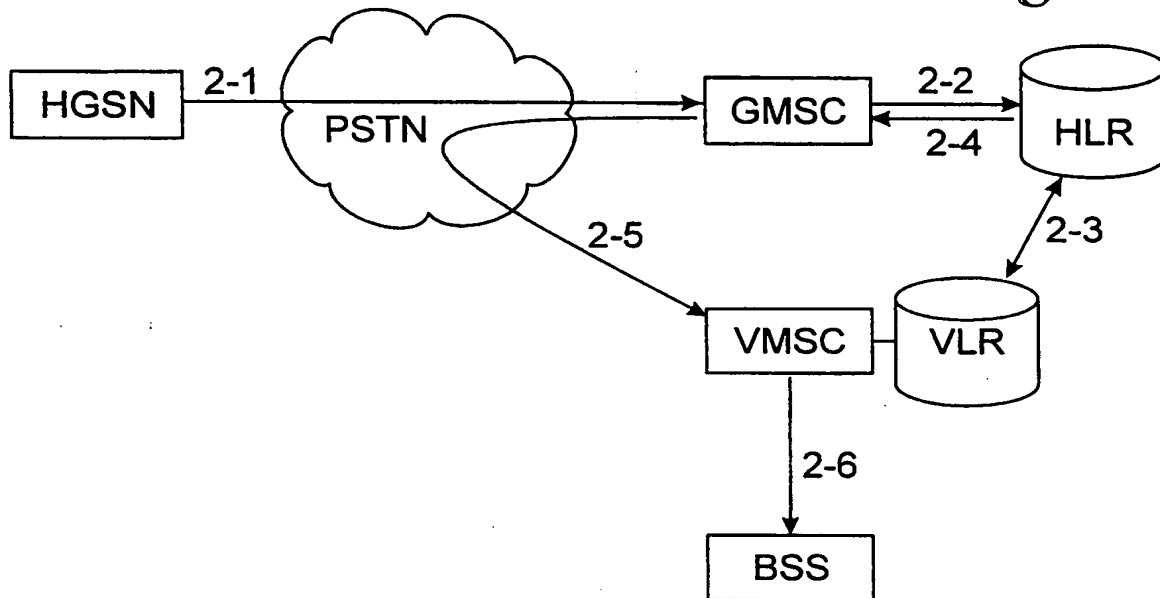 HGSN
2-1
PSTN
GMSC
2-2
2-4
HLR
2-3
2-5
VMSC
VLR
2-6
BSS